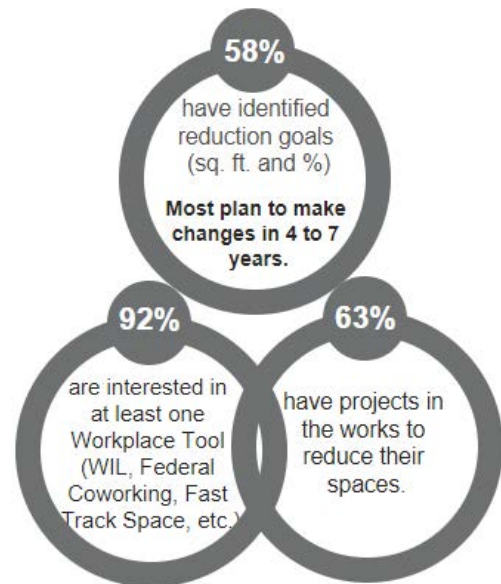 58%
have identified
reduction goals
(sq. ft. and %)
Most plan to make
changes in 4 to 7
years.
92%
are interested in
at least one
Workplace Tool
(WIL, Federal
Coworking, Fast
Track Space, etc.)
63%
have projects in
the works to
reduce their
spaces.